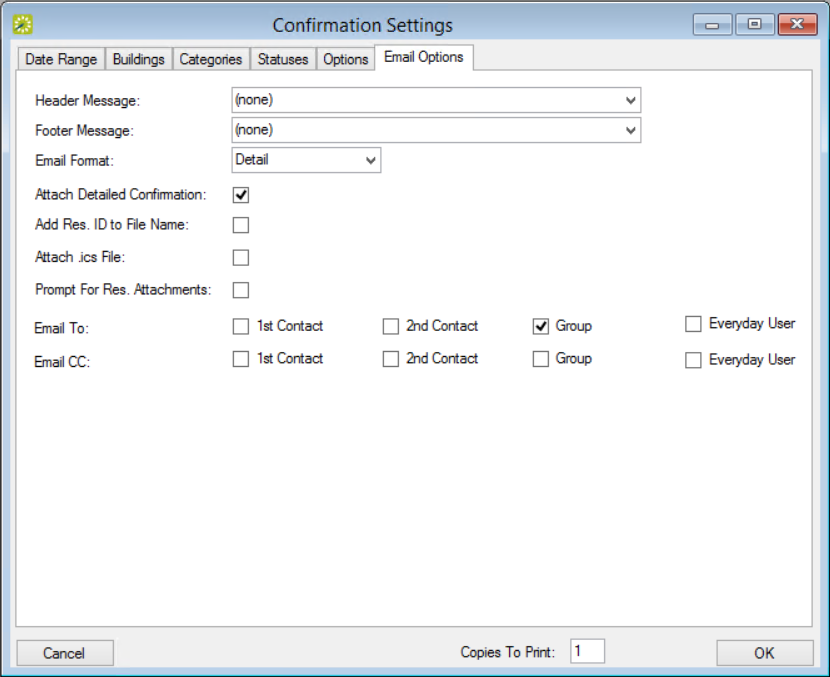 Confirmation Settings
Date Range Buildings Categories Statuses Options Email Options
Header Message: (none)
Footer Message: (none)
Email Format: Detail
Attach Detailed Confirmation:
Add Res. ID to File Name:
Attach .ics File:
Prompt For Res. Attachments:
Email To: 1st Contact 2nd Contact Group Everyday User
Email CC: 1st Contact 2nd Contact Group Everyday User
Cancel Copies To Print: 1 OK